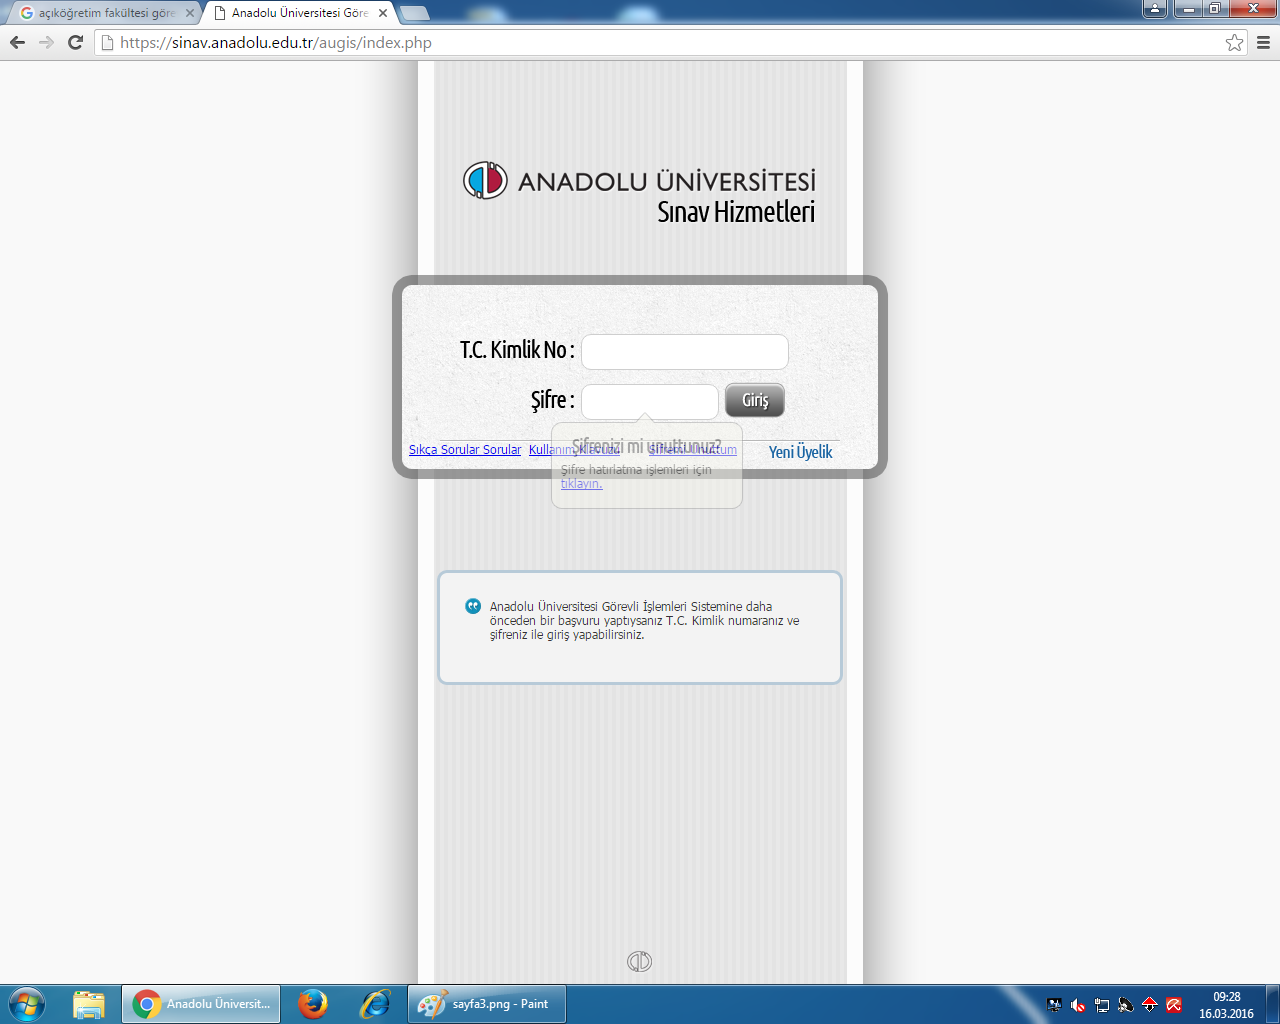 açıköğretim fakültesi göre
Anadolu Üniversitesi Göre
https://sinav.anadolu.edu.tr/augis/index.php
ANADOLU ÜNİVERSİTESİ
Sınav Hizmetleri
T.C. Kimlik No :
Şifre :
Giriş
Şifrenizi mi unuttunuz?
Sıkça Sorular Sorular
Kullanım Klavuzu
Şifremi Unuttum
Yeni Üyelik
Şifre hatırlatma işlemleri için
tıklayın.
Anadolu Üniversitesi Görevli İşlemleri Sistemine daha
önceden bir başvuru yaptıysanız T.C. Kimlik numaranız ve
şifreniz ile giriş yapabilirsiniz.
Anadolu Üniversit...
sayfa3.png - Paint
09:28
16.03.2016